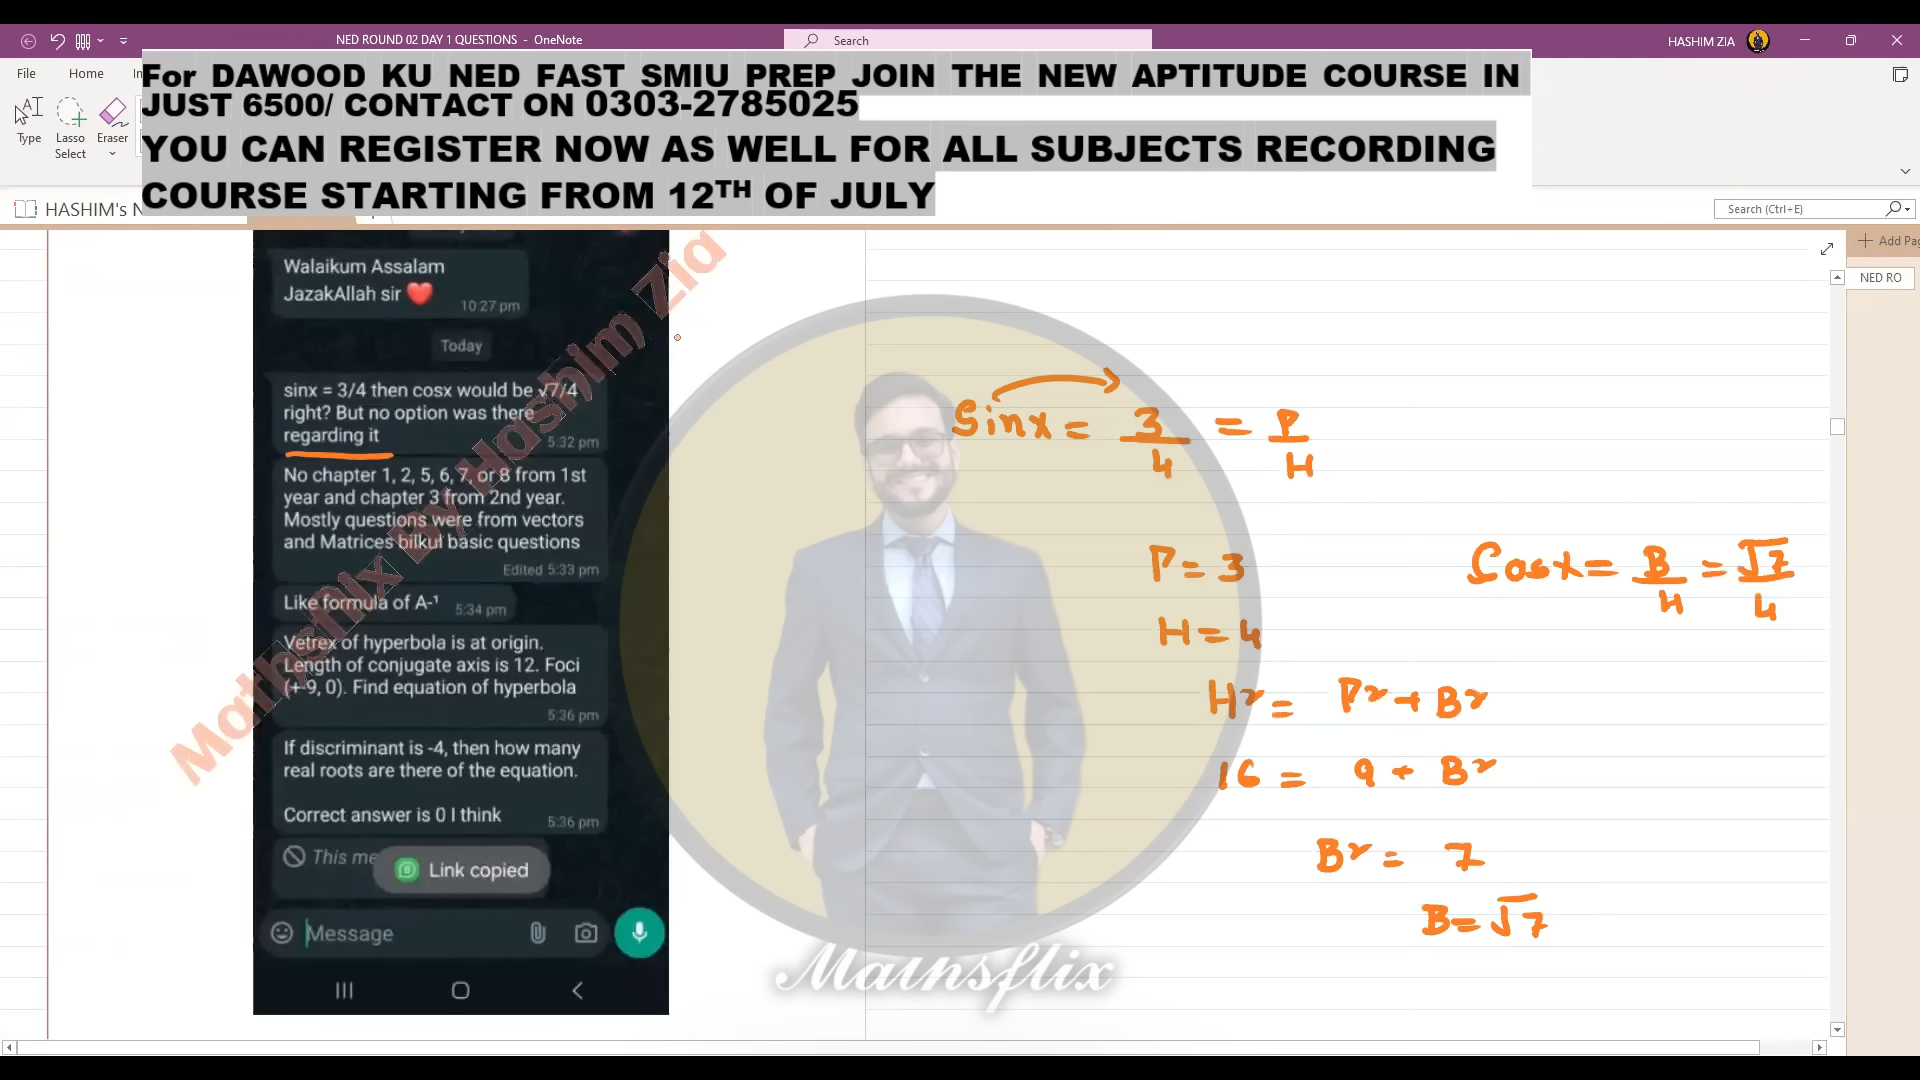 NED ROUND 02 DAY 1 QUESTIONS - OneNote
Search
HASHIM ZIA
File
Home
For DAWOOD KU NED FAST SMIU PREP JOIN THE NEW APTITUDE COURSE IN
JUST 6500/ CONTACT ON 0303-2785025
YOU CAN REGISTER NOW AS WELL FOR ALL SUBJECTS RECORDING
COURSE STARTING FROM 12TH OF JULY
Type
Lasso
Select
Eraser
HASHIM's N
Search (Ctrl+E)
Add Pag
NED RO
Walaikum Assalam
JazakAllah sir ❤️
10:27 pm
Today
sinx = 3/4 then cosx would be √7/4
right? But no option was there
regarding it
5:32 pm
No chapter 1, 2, 5, 6, 7, or 8 from 1st
year and chapter 3 from 2nd year.
Mostly questions were from vectors
and Matrices bilkul basic questions
Edited 5:33 pm
Like formula of A-¹
5:34 pm
Vetrex of hyperbola is at origin.
Length of conjugate axis is 12. Foci
(+-9, 0). Find equation of hyperbola
5:36 pm
If discriminant is -4, then how many
real roots are there of the equation.
Correct answer is 0 I think
5:36 pm
This me
Link copied
Message
Mathsflix By Hashim Zia
Sinx = 3/4 = P/H
P = 3
H = 4
Cosx = B/H = √7/4
H² = P² + B²
16 = 9 + B²
B² = 7
B = √7
Mathsflix